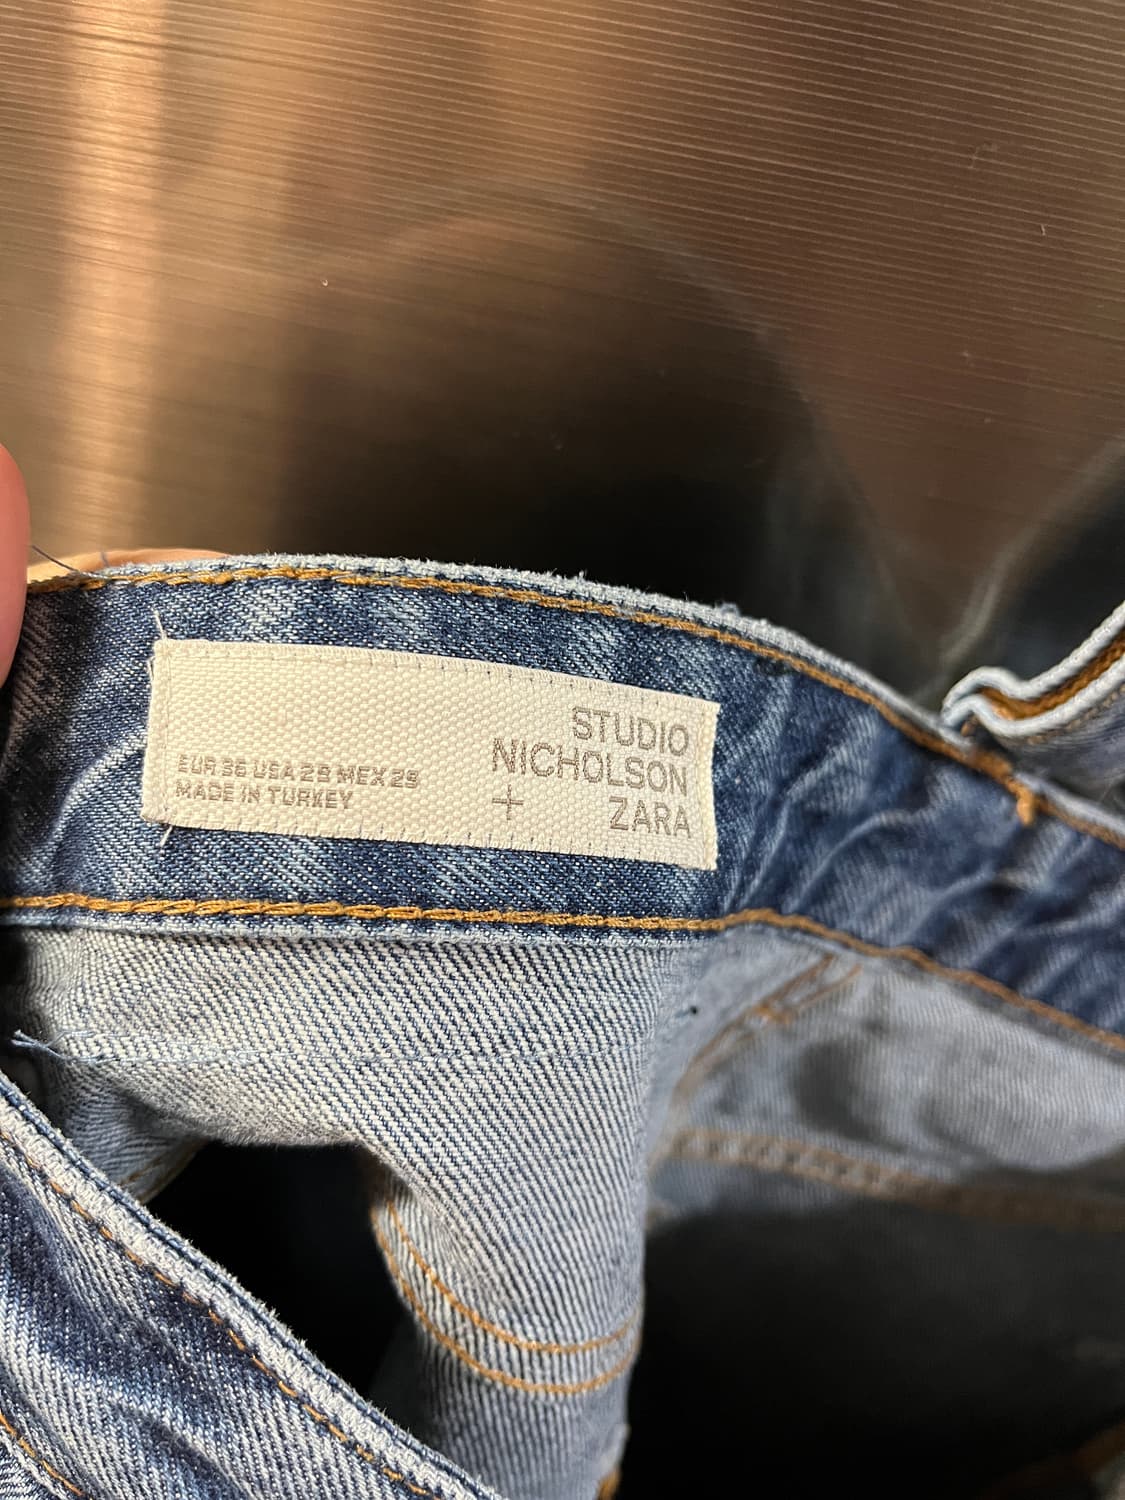 STUDIO
NICHOLSON
+ ZARA
EUR 36 USA 28 MEX 28
MADE IN TURKEY